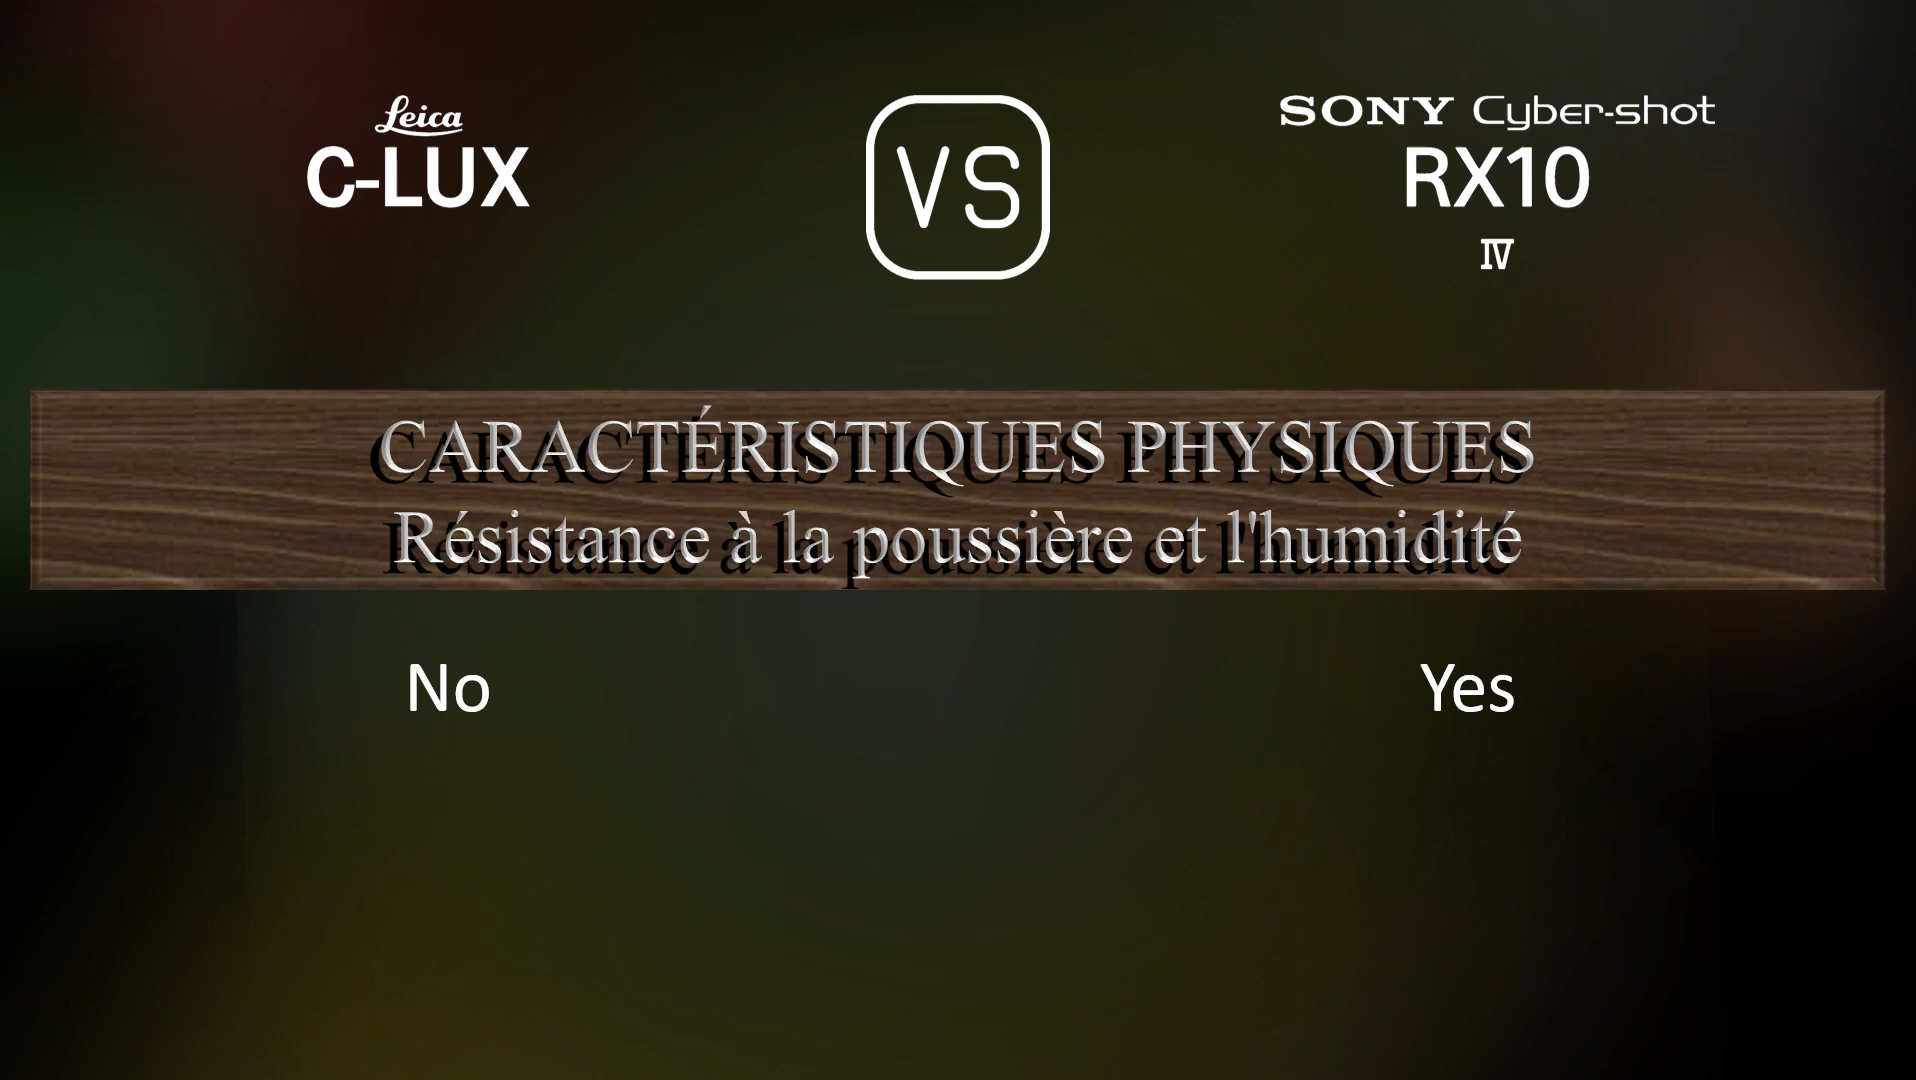 Leica
C-LUX
VS
SONY Cyber-shot
RX10
IV
CARACTÉRISTIQUES PHYSIQUES
Résistance à la poussière et l'humidité
No
Yes